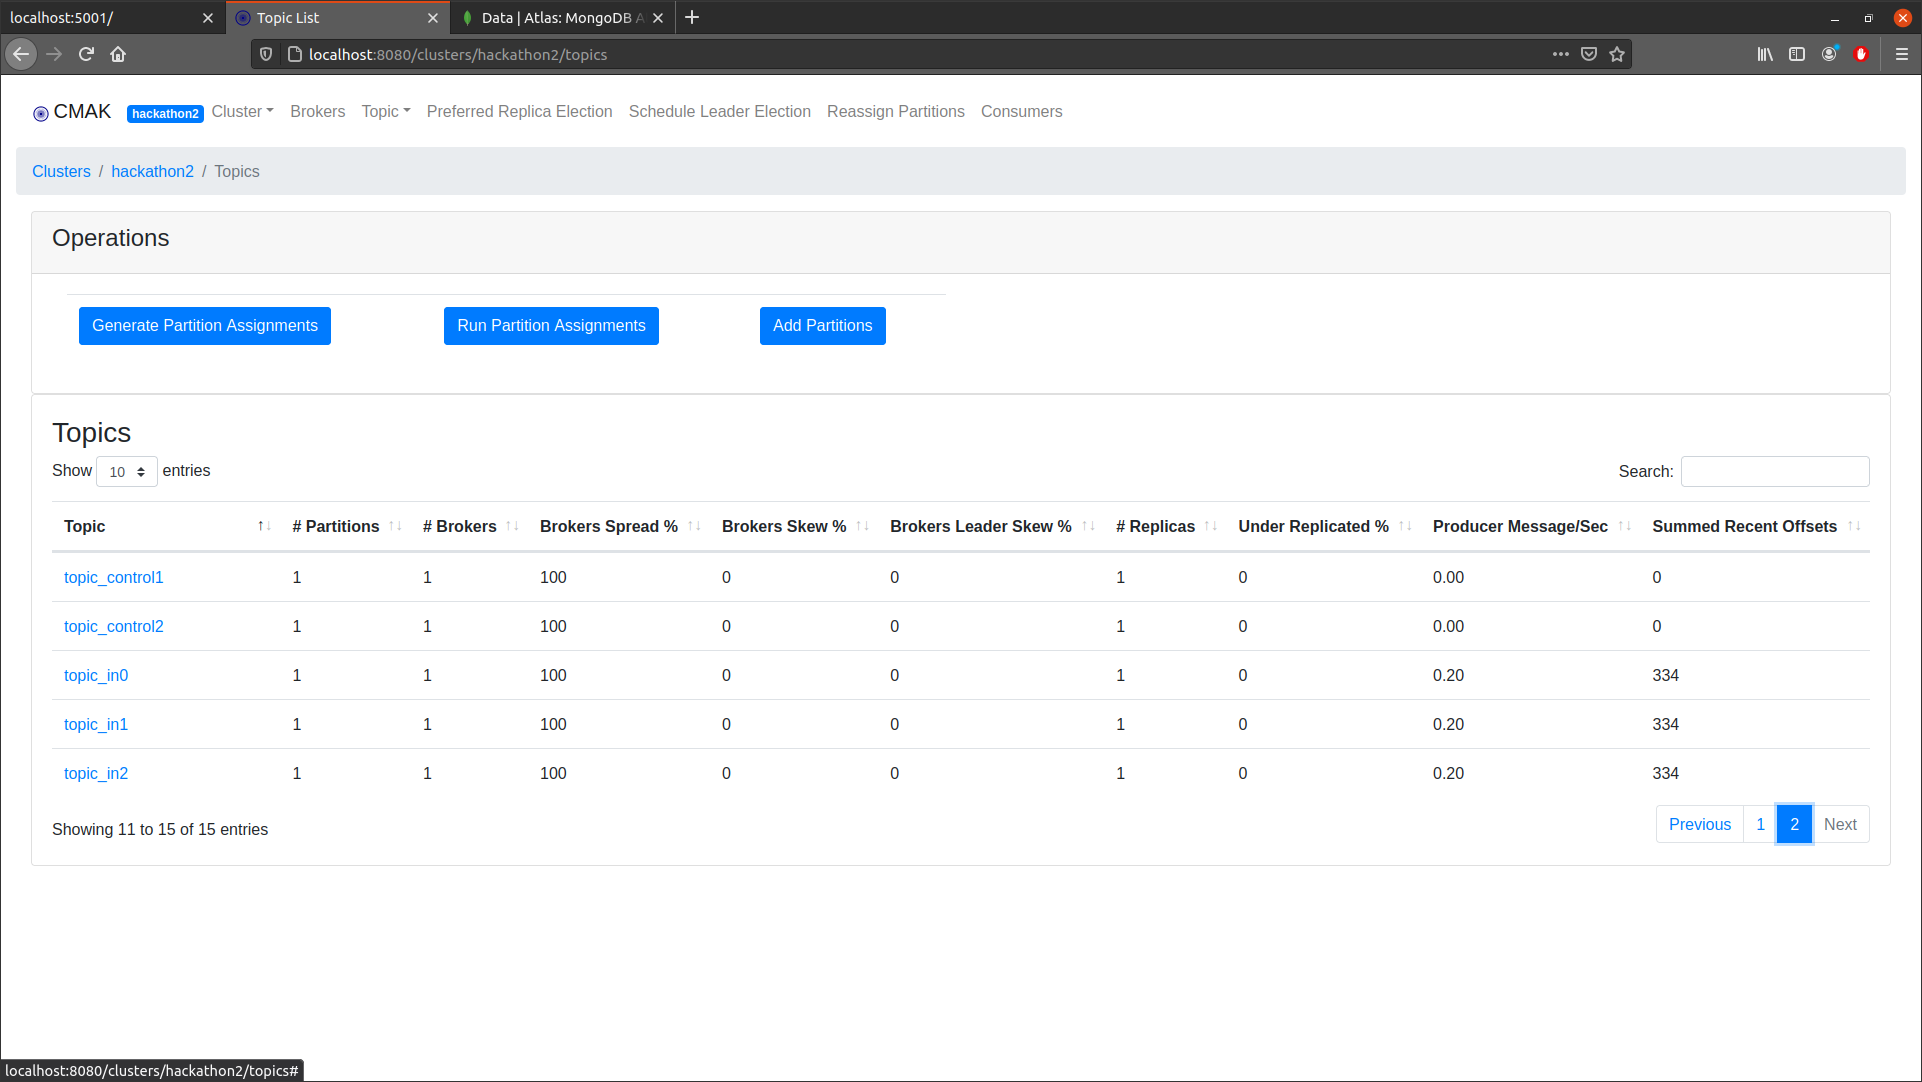 localhost:5001/
Topic List
Data | Atlas: MongoDB A
localhost:8080/clusters/hackathon2/topics
CMAK hackathon2 Cluster Brokers Topic Preferred Replica Election Schedule Leader Election Reassign Partitions Consumers
Clusters / hackathon2 / Topics
Operations
Generate Partition Assignments Run Partition Assignments Add Partitions
Topics
Show 10 entries Search:
Topic # Partitions # Brokers Brokers Spread % Brokers Skew % Brokers Leader Skew % # Replicas Under Replicated % Producer Message/Sec Summed Recent Offsets
topic_control1 1 1 100 0 0 1 0 0.00 0
topic_control2 1 1 100 0 0 1 0 0.00 0
topic_in0 1 1 100 0 0 1 0 0.20 334
topic_in1 1 1 100 0 0 1 0 0.20 334
topic_in2 1 1 100 0 0 1 0 0.20 334
Showing 11 to 15 of 15 entries Previous 1 2 Next
localhost:8080/clusters/hackathon2/topics#